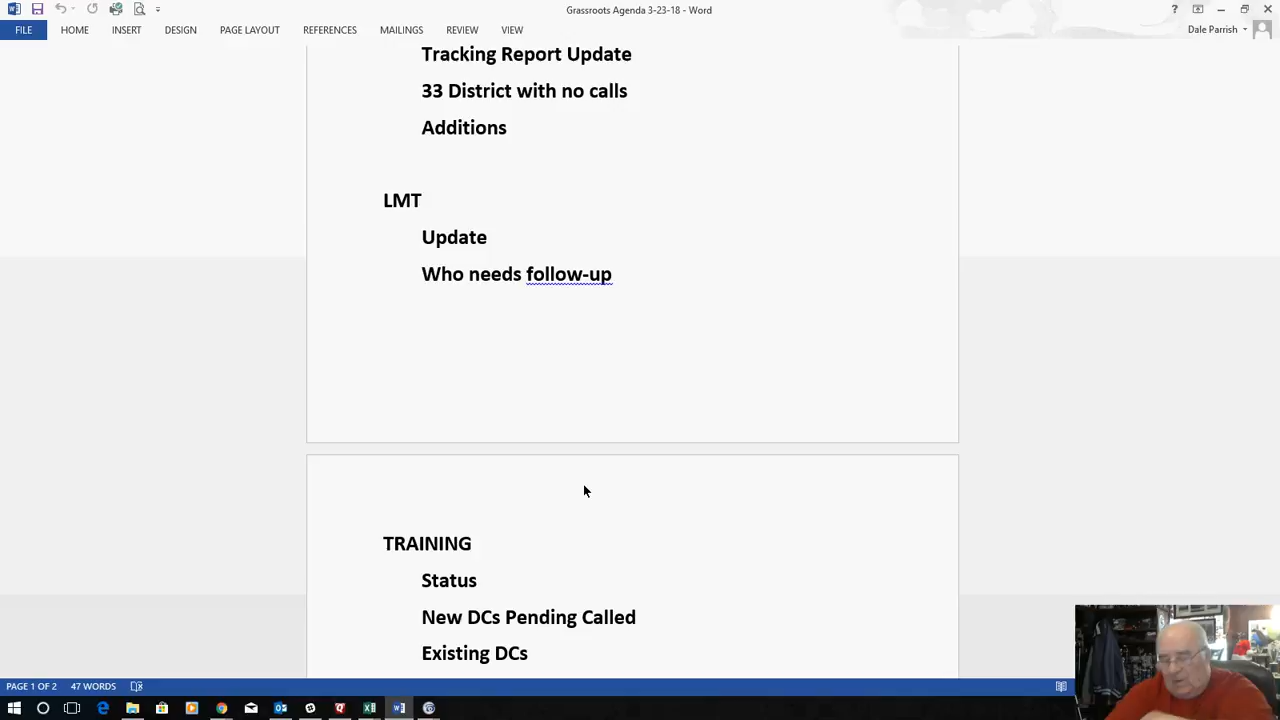 Grassroots Agenda 3-23-18 - Word
?
FILE HOME INSERT DESIGN PAGE LAYOUT REFERENCES MAILINGS REVIEW VIEW
Dale Parrish
Tracking Report Update
33 District with no calls
Additions
LMT
Update
Who needs follow-up
TRAINING
Status
New DCs Pending Called
Existing DCs
PAGE 1 OF 2 47 WORDS